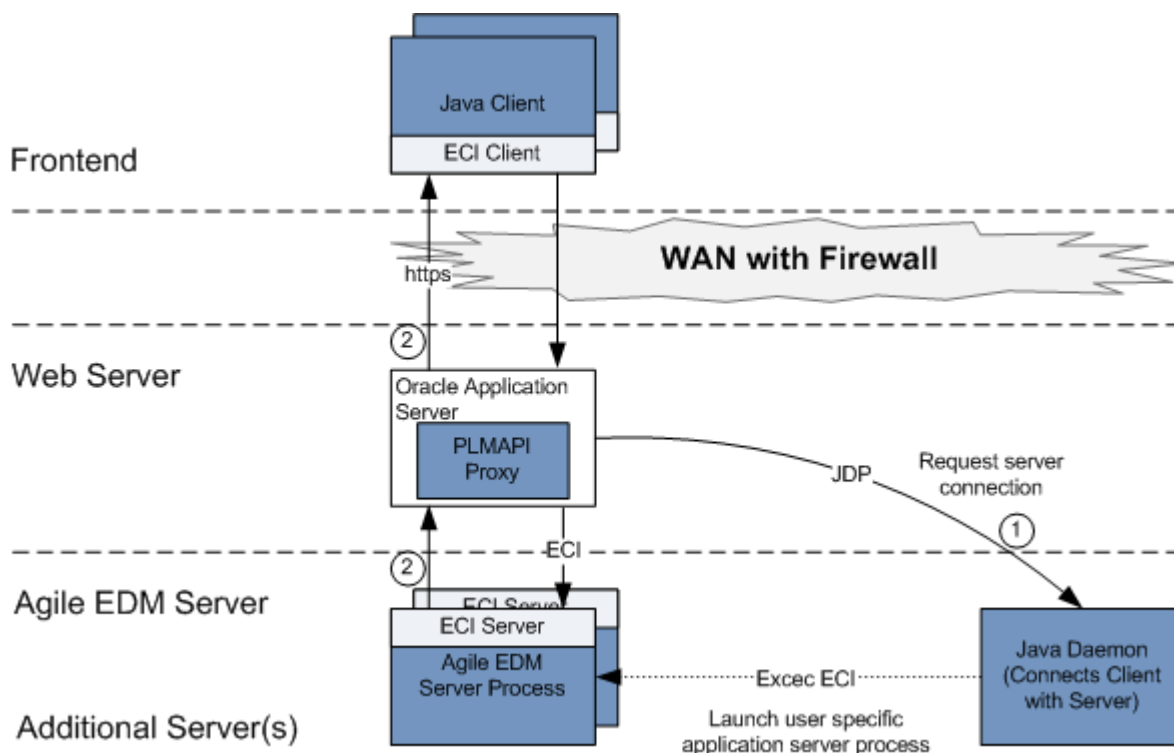 Java Client
ECI Client
Frontend
WAN with Firewall
https
2
Web Server
Oracle Application
Server
PLMAPI
Proxy
JDP
Request server
connection
1
ECI
2
Agile EDM Server
ECI Server
ECI Server
Agile EDM
Server Process
Excec ECI
Java Daemon
(Connects Client
with Server)
Launch user specific
application server process
Additional Server(s)